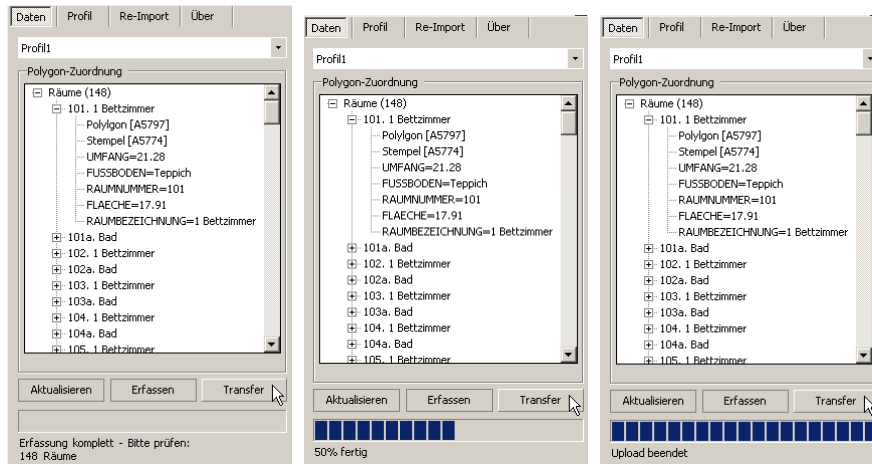 Daten Profil Re-Import Über
Profil1
Polygon-Zuordnung
Räume (148)
101. 1 Bettzimmer
Polylgon [A5797]
Stempel [A5774]
UMFANG=21.28
FUSSBODEN=Teppich
RAUMNUMMER=101
FLAECHE=17.91
RAUMBEZEICHNUNG=1 Bettzimmer
101a. Bad
102. 1 Bettzimmer
102a. Bad
103. 1 Bettzimmer
103a. Bad
104. 1 Bettzimmer
104a. Bad
105. 1 Bettzimmer
Aktualisieren Erfassen Transfer
Erfassung komplett - Bitte prüfen:
148 Räume
Daten Profil Re-Import Über
Profil1
Polygon-Zuordnung
Räume (148)
101. 1 Bettzimmer
Polylgon [A5797]
Stempel [A5774]
UMFANG=21.28
FUSSBODEN=Teppich
RAUMNUMMER=101
FLAECHE=17.91
RAUMBEZEICHNUNG=1 Bettzimmer
101a. Bad
102. 1 Bettzimmer
102a. Bad
103. 1 Bettzimmer
103a. Bad
104. 1 Bettzimmer
104a. Bad
105. 1 Bettzimmer
Aktualisieren Erfassen Transfer
50% fertig
Daten Profil Re-Import Über
Profil1
Polygon-Zuordnung
Räume (148)
101. 1 Bettzimmer
Polylgon [A5797]
Stempel [A5774]
UMFANG=21.28
FUSSBODEN=Teppich
RAUMNUMMER=101
FLAECHE=17.91
RAUMBEZEICHNUNG=1 Bettzimmer
101a. Bad
102. 1 Bettzimmer
102a. Bad
103. 1 Bettzimmer
103a. Bad
104. 1 Bettzimmer
104a. Bad
105. 1 Bettzimmer
Aktualisieren Erfassen Transfer
Upload beendet